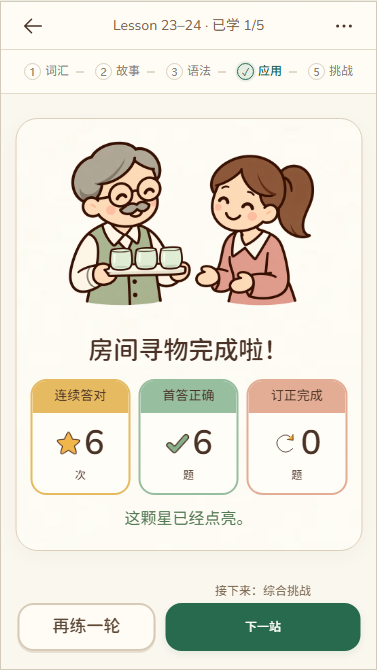 Lesson 23–24 · 已学 1/5
1 词汇 2 故事 3 语法 应用 5 挑战
房间寻物完成啦！
连续答对 首答正确 订正完成
6 6 0
次 题 题
这颗星已经点亮。
接下来：综合挑战
再练一轮 下一站